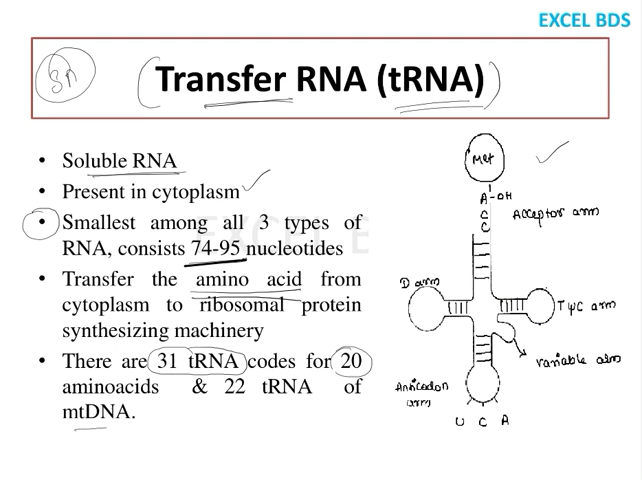 EXCEL BDS
Transfer RNA (tRNA)
• Soluble RNA
• Present in cytoplasm
• Smallest among all 3 types of
RNA, consists 74-95 nucleotides
• Transfer the amino acid from
cytoplasm to ribosomal protein
synthesizing machinery
• There are 31 tRNA codes for 20
aminoacids & 22 tRNA of
mtDNA.
Met
A-OH
C
C
Acceptor arm
D arm
TψC arm
variable arm
Anticodon
arm
U C A